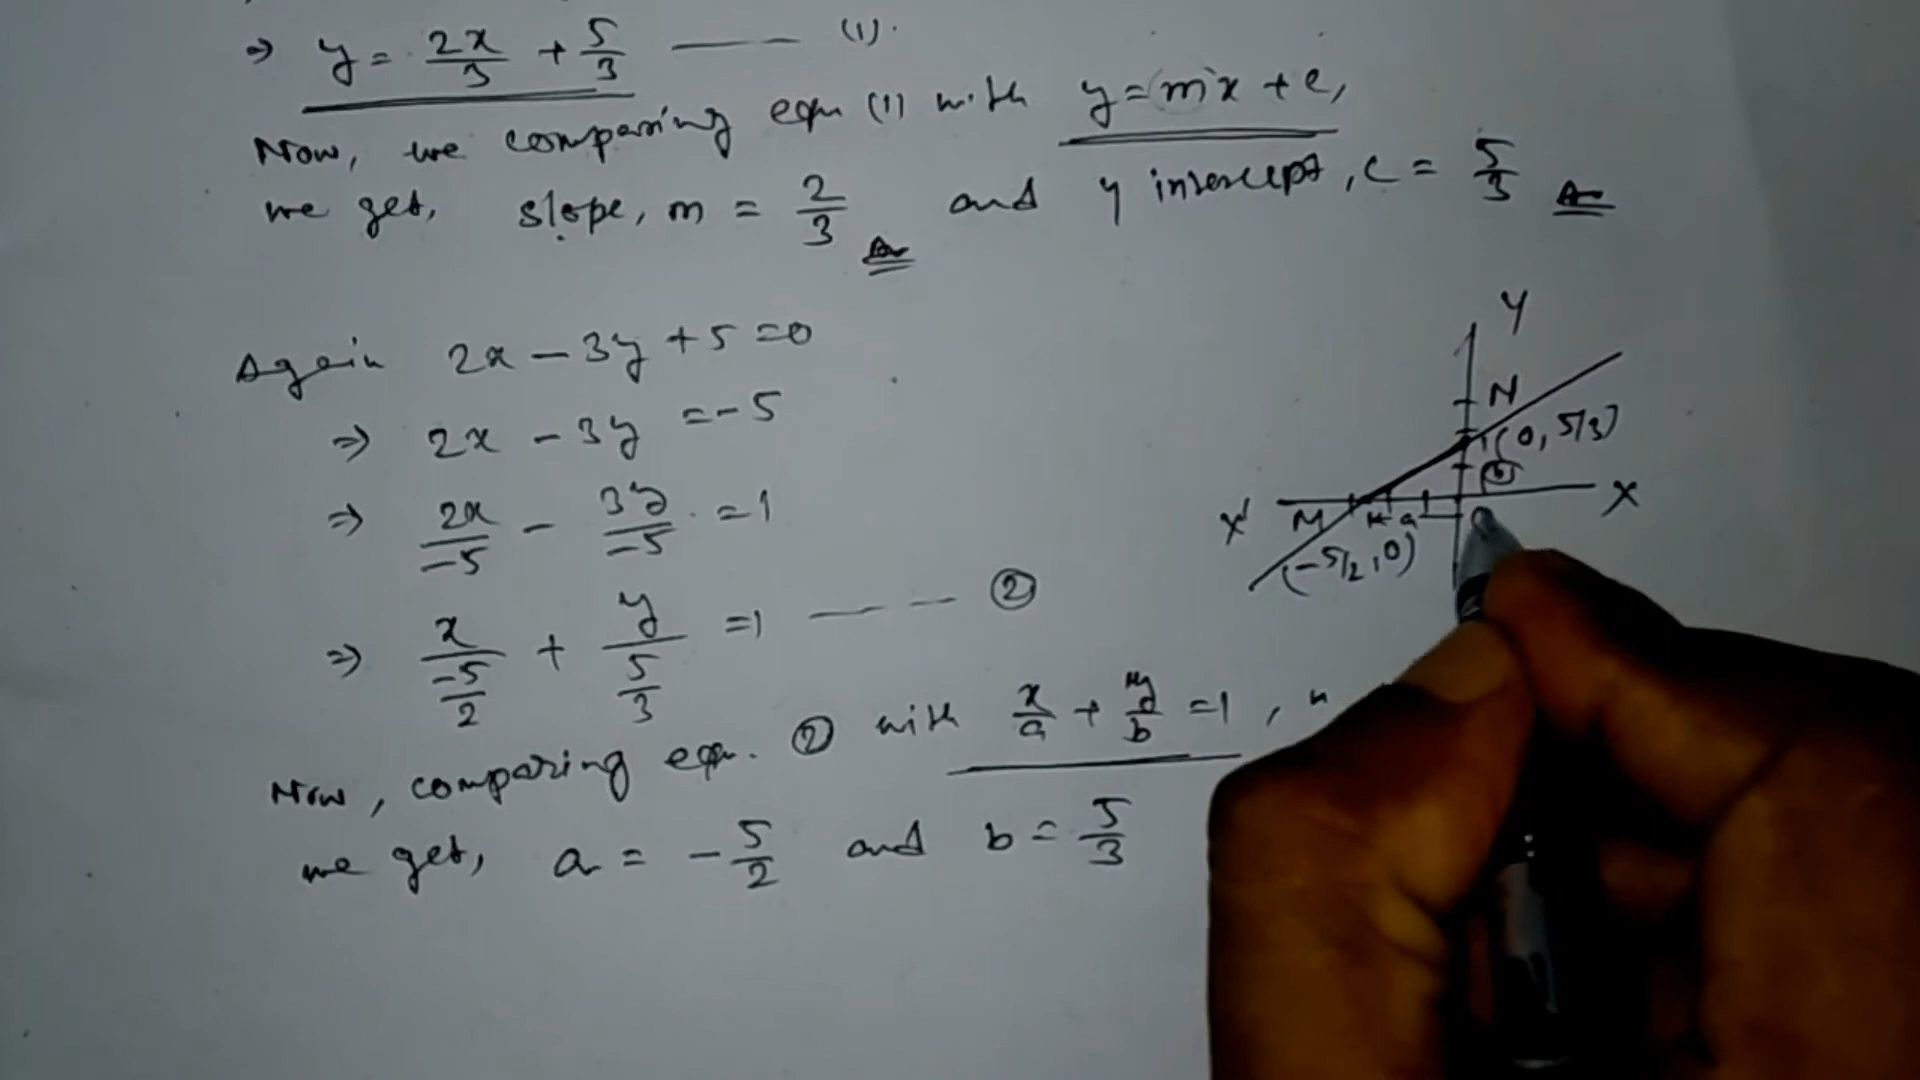 ⇒ y = 2x/3 + 5/3 —— (1).
Now, we comparing eqn (1) with y = mx + c,
we get, slope, m = 2/3 Ans and y intercept, c = 5/3 Ans
Again 2x - 3y + 5 = 0
⇒ 2x - 3y = -5
⇒ 2x/-5 - 3y/-5 = 1
⇒ x/(-5/2) + y/(5/3) = 1 —— — ②
Now, comparing eqn. ② with x/a + y/b = 1,
we get, a = -5/2 and b = 5/3
Y
N
(0, 5/3)
b
X' M a O X
(-5/2, 0)